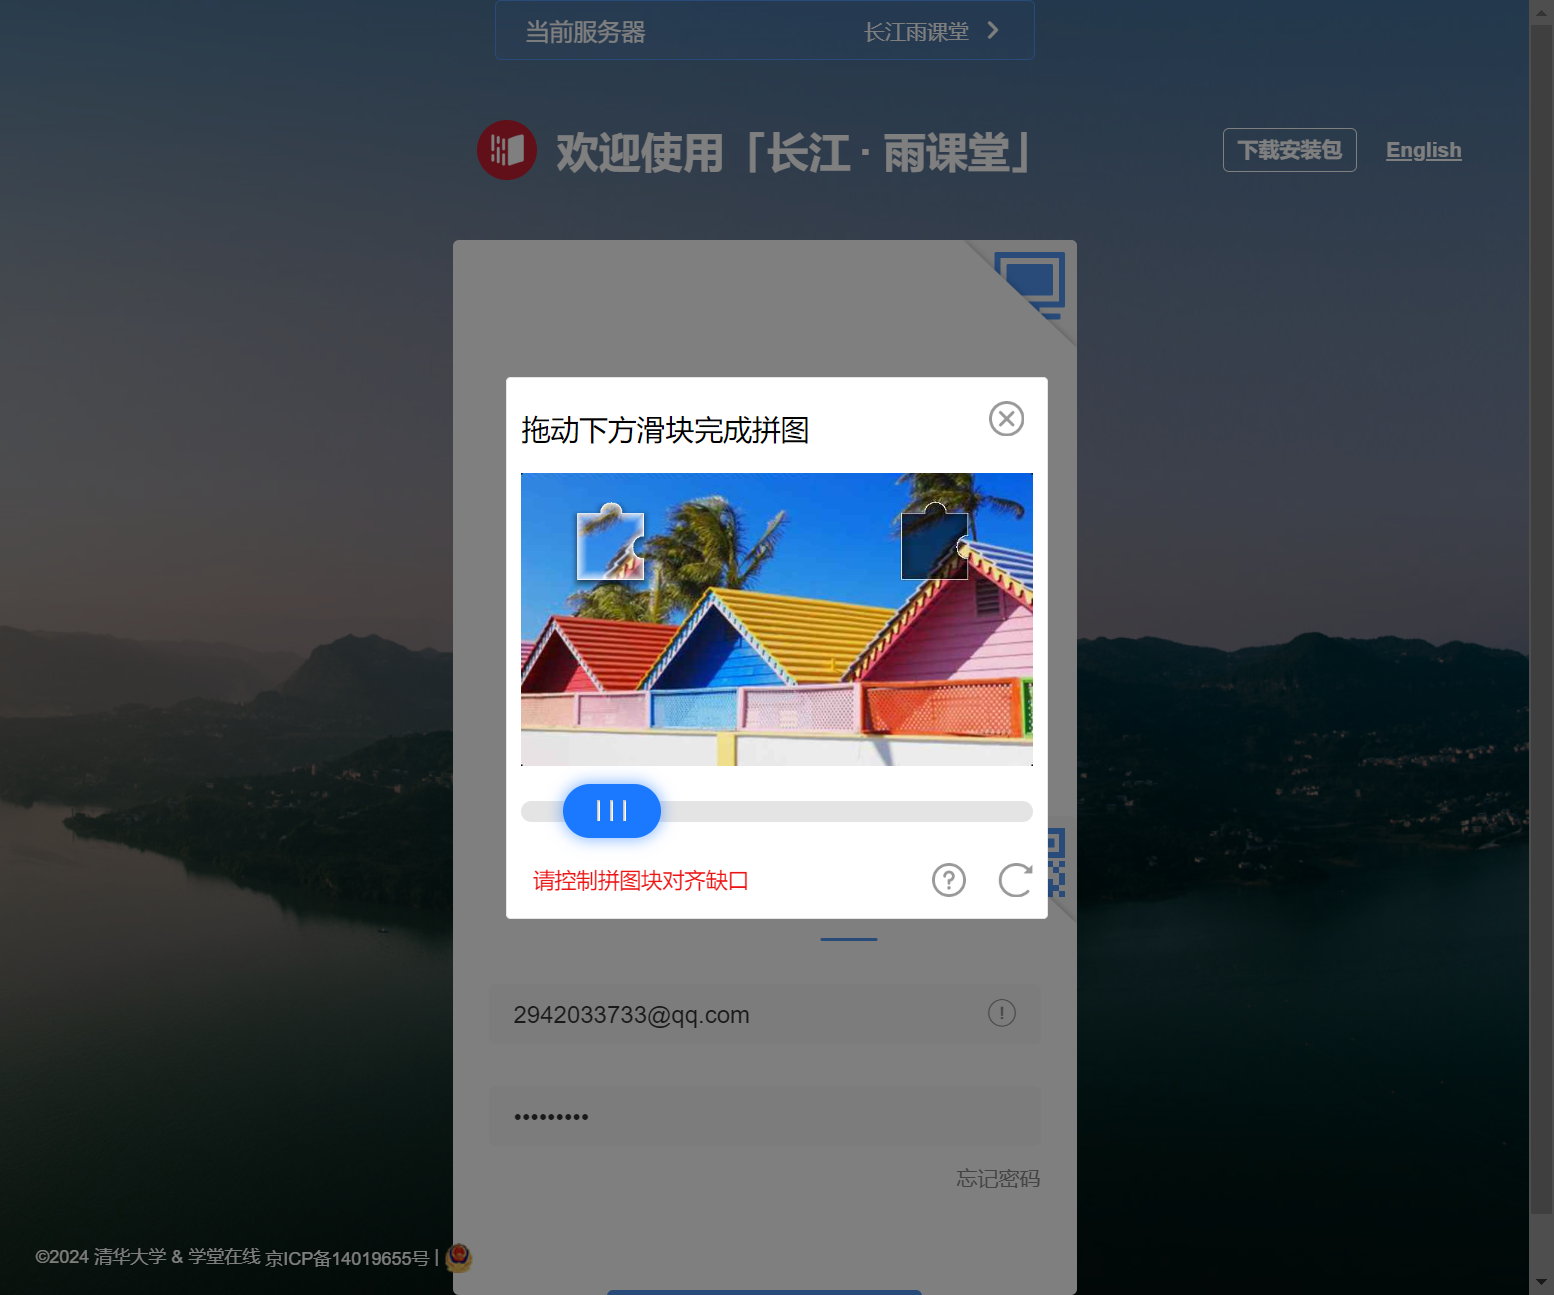 当前服务器
长江雨课堂
欢迎使用「长江 · 雨课堂」
下载安装包
English
拖动下方滑块完成拼图
请控制拼图块对齐缺口
2942033733@qq.com
忘记密码
©2024 清华大学 & 学堂在线 京ICP备14019655号 |